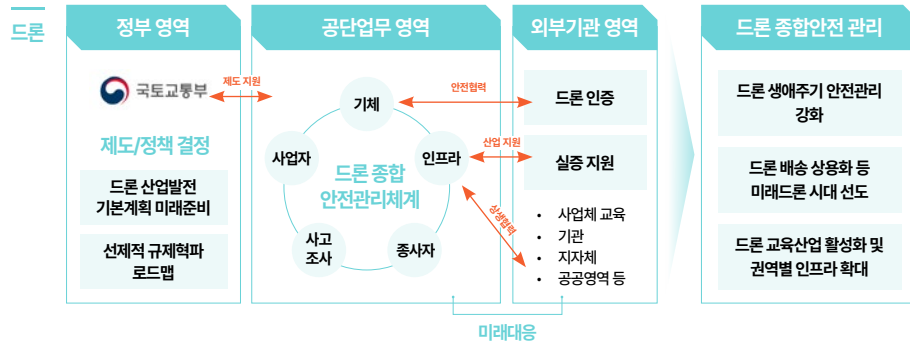 드론
정부 영역
국토교통부
제도/정책 결정
드론 산업발전
기본계획 미래준비
선제적 규제혁파
로드맵
제도 지원
공단업무 영역
기체
사업자
인프라
드론 종합
안전관리체계
사고
조사
종사자
안전협력
산업 지원
상생협력
외부기관 영역
드론 인증
실증 지원
• 사업체 교육
• 기관
• 지자체
• 공공영역 등
미래대응
드론 종합안전 관리
드론 생애주기 안전관리
강화
드론 배송 상용화 등
미래드론 시대 선도
드론 교육산업 활성화 및
권역별 인프라 확대